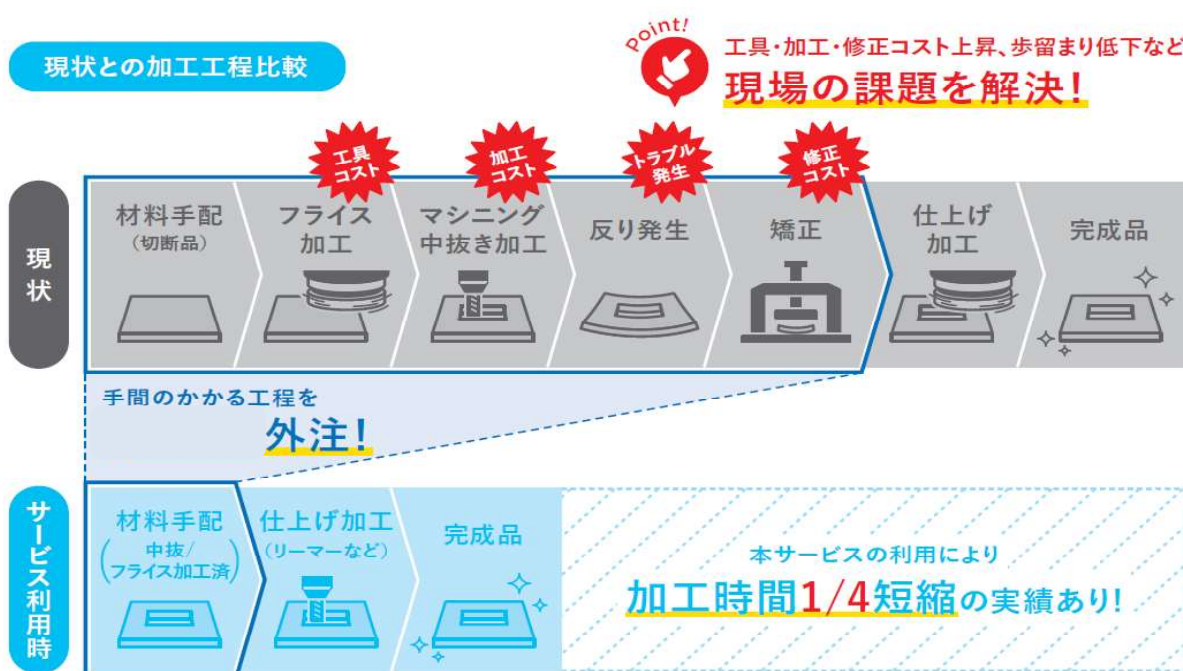 現状との加工工程比較
Point!
工具・加工・修正コスト上昇、歩留まり低下など
現場の課題を解決!
工具
コスト
加工
コスト
トラブル
発生
修正
コスト
現状
材料手配
(切断品)
フライス
加工
マシニング
中抜き加工
反り発生
矯正
仕上げ
加工
完成品
手間のかかる工程を
外注!
サービス利用時
材料手配
(中抜/
フライス加工済)
仕上げ加工
(リーマーなど)
完成品
本サービスの利用により
加工時間1/4短縮の実績あり!